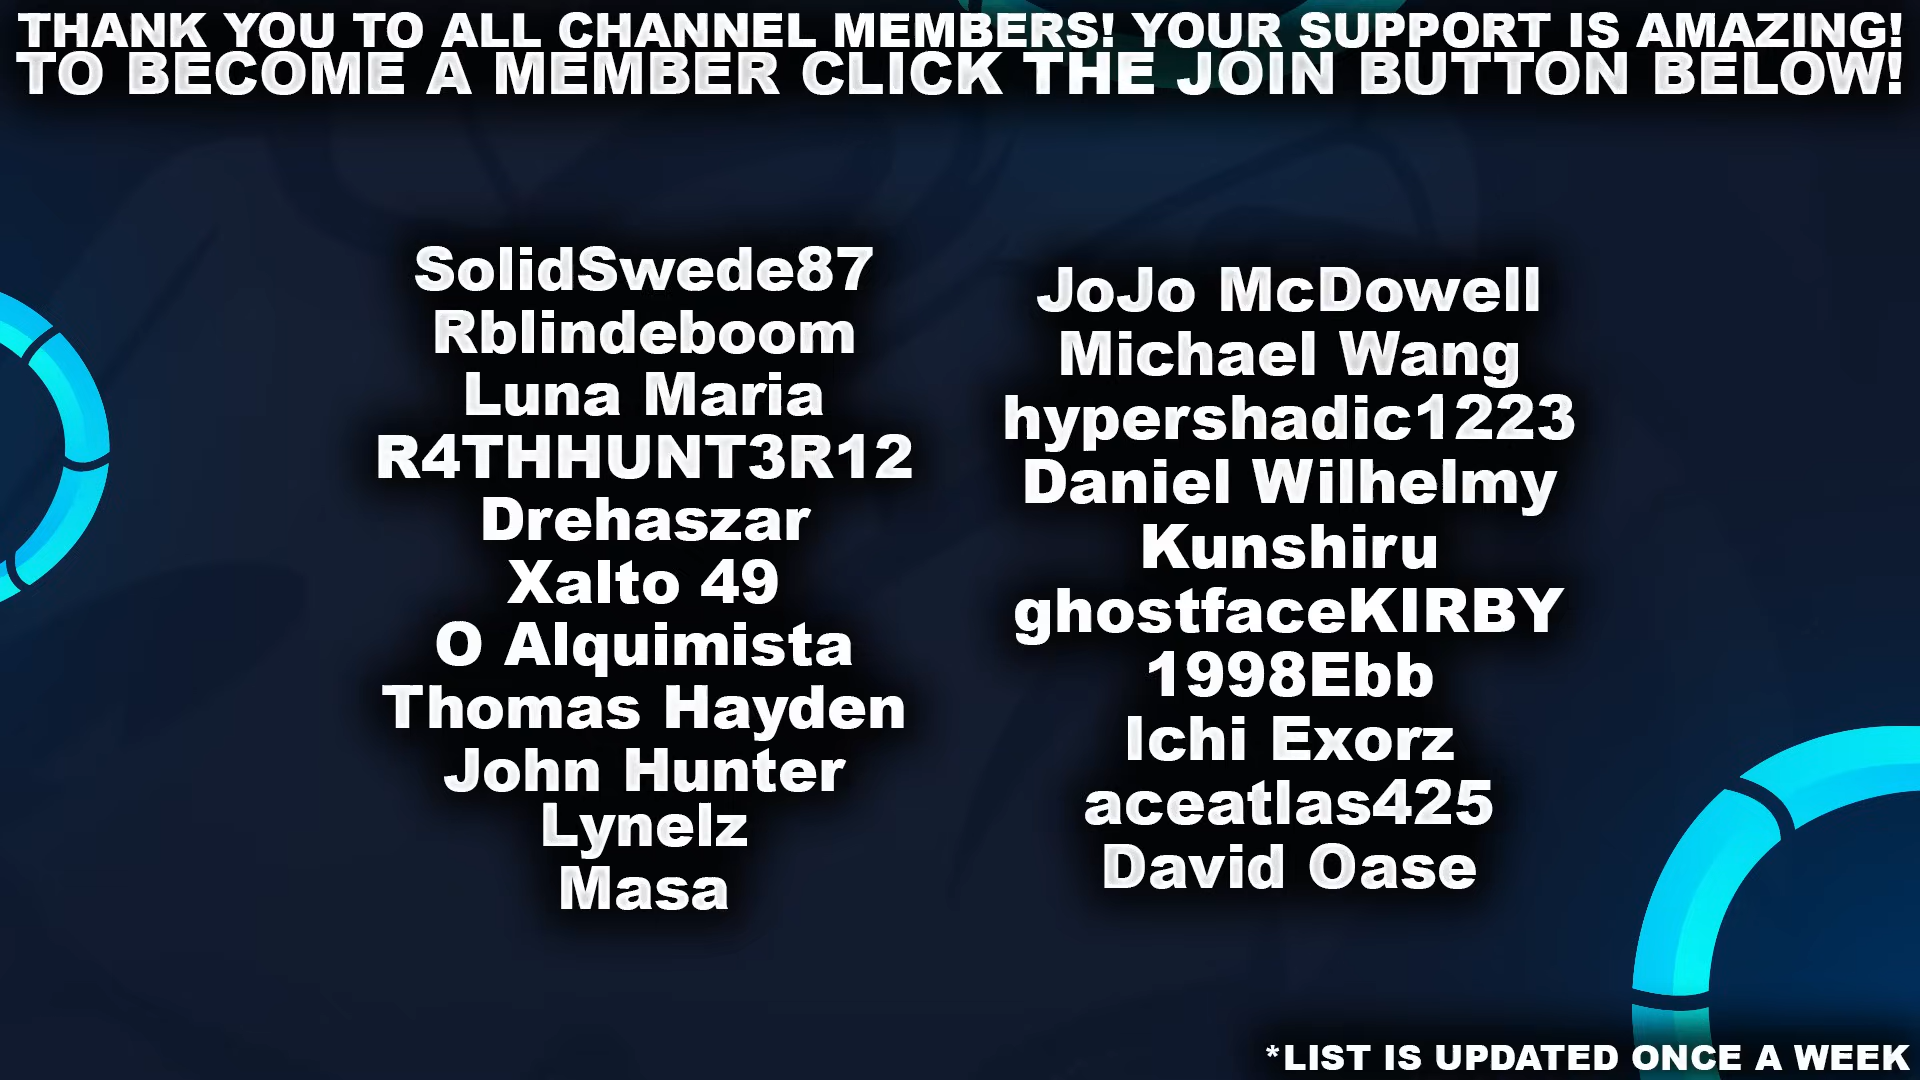 THANK YOU TO ALL CHANNEL MEMBERS! YOUR SUPPORT IS AMAZING!
TO BECOME A MEMBER CLICK THE JOIN BUTTON BELOW!
SolidSwede87
Rblindeboom
Luna Maria
R4THHUNT3R12
Drehaszar
Xalto 49
O Alquimista
Thomas Hayden
John Hunter
Lynelz
Masa
JoJo McDowell
Michael Wang
hypershadic1223
Daniel Wilhelmy
Kunshiru
ghostfaceKIRBY
1998Ebb
Ichi Exorz
aceatlas425
David Oase
*LIST IS UPDATED ONCE A WEEK